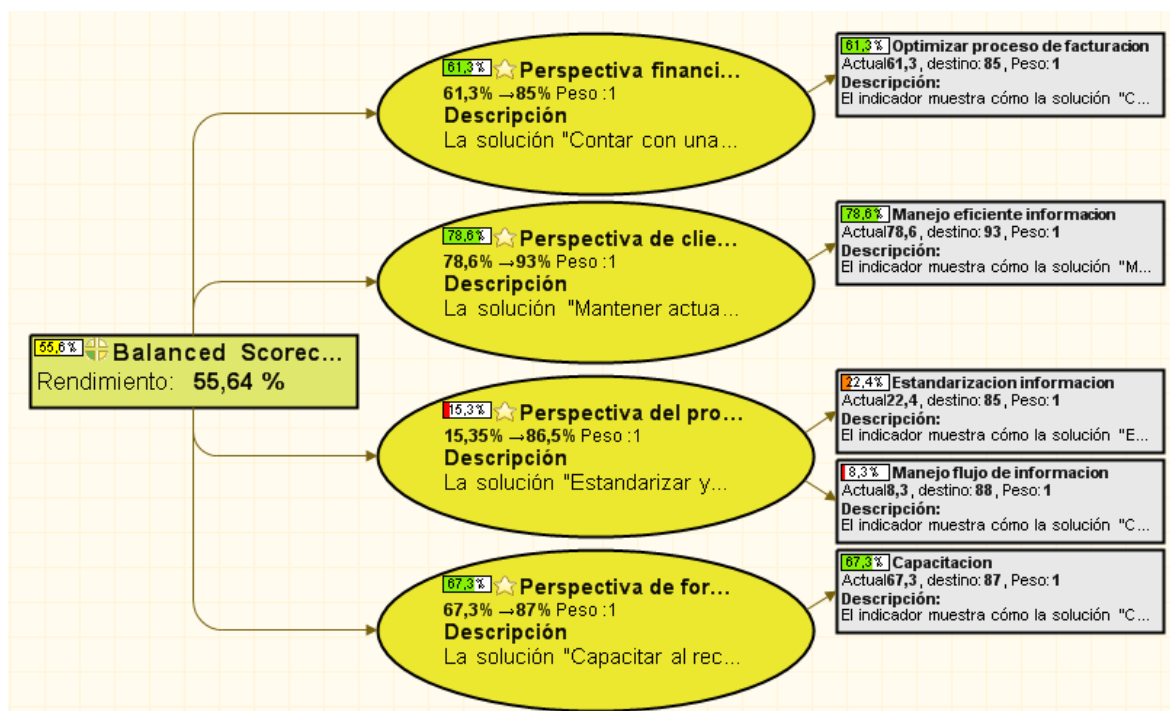 61,3% Perspectiva financi...
61,3% →85% Peso :1
Descripción
La solución "Contar con una...
61,3% Optimizar proceso de facturacion
Actual61,3, destino: 85, Peso: 1
Descripción:
El indicador muestra cómo la solución "C...
78,6% Perspectiva de clie...
78,6% →93% Peso :1
Descripción
La solución "Mantener actua...
78,6% Manejo eficiente informacion
Actual78,6, destino: 93, Peso: 1
Descripción:
El indicador muestra cómo la solución "M...
55,6% Balanced Scorec...
Rendimiento: 55,64 %
15,3% Perspectiva del pro...
15,35% →86,5% Peso :1
Descripción
La solución "Estandarizar y...
22,4% Estandarizacion informacion
Actual22,4, destino: 85, Peso: 1
Descripción:
El indicador muestra cómo la solución "E...
8,3% Manejo flujo de informacion
Actual8,3, destino: 88, Peso: 1
Descripción:
El indicador muestra cómo la solución "C...
67,3% Perspectiva de for...
67,3% →87% Peso :1
Descripción
La solución "Capacitar al rec...
67,3% Capacitacion
Actual67,3, destino: 87, Peso: 1
Descripción:
El indicador muestra cómo la solución "C...